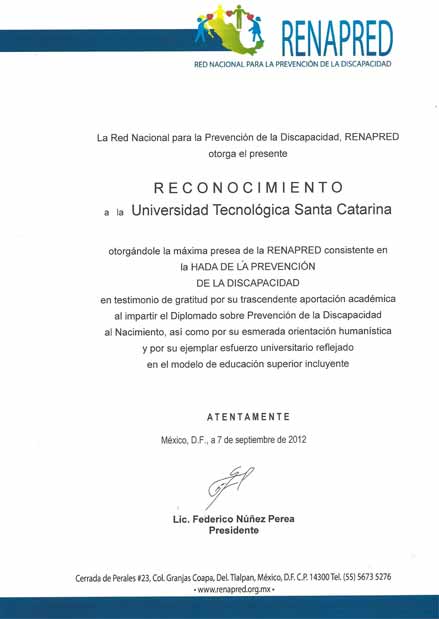 RENAPRED
RED NACIONAL PARA LA PREVENCIÓN DE LA DISCAPACIDAD
La Red Nacional para la Prevención de la Discapacidad, RENAPRED
otorga el presente
RECONOCIMIENTO
a la Universidad Tecnológica Santa Catarina
otorgándole la máxima presea de la RENAPRED consistente en
la HADA DE LA PREVENCIÓN
DE LA DISCAPACIDAD
en testimonio de gratitud por su trascendente aportación académica
al impartir el Diplomado sobre Prevención de la Discapacidad
al Nacimiento, así como por su esmerada orientación humanística
y por su ejemplar esfuerzo universitario reflejado
en el modelo de educación superior incluyente
ATENTAMENTE
México, D.F., a 7 de septiembre de 2012
Lic. Federico Núñez Perea
Presidente
Cerrada de Perales #23, Col. Granjas Coapa, Del. Tlalpan, México, D.F. C.P. 14300 Tel. (55) 5673 5276
• www.renapred.org.mx •